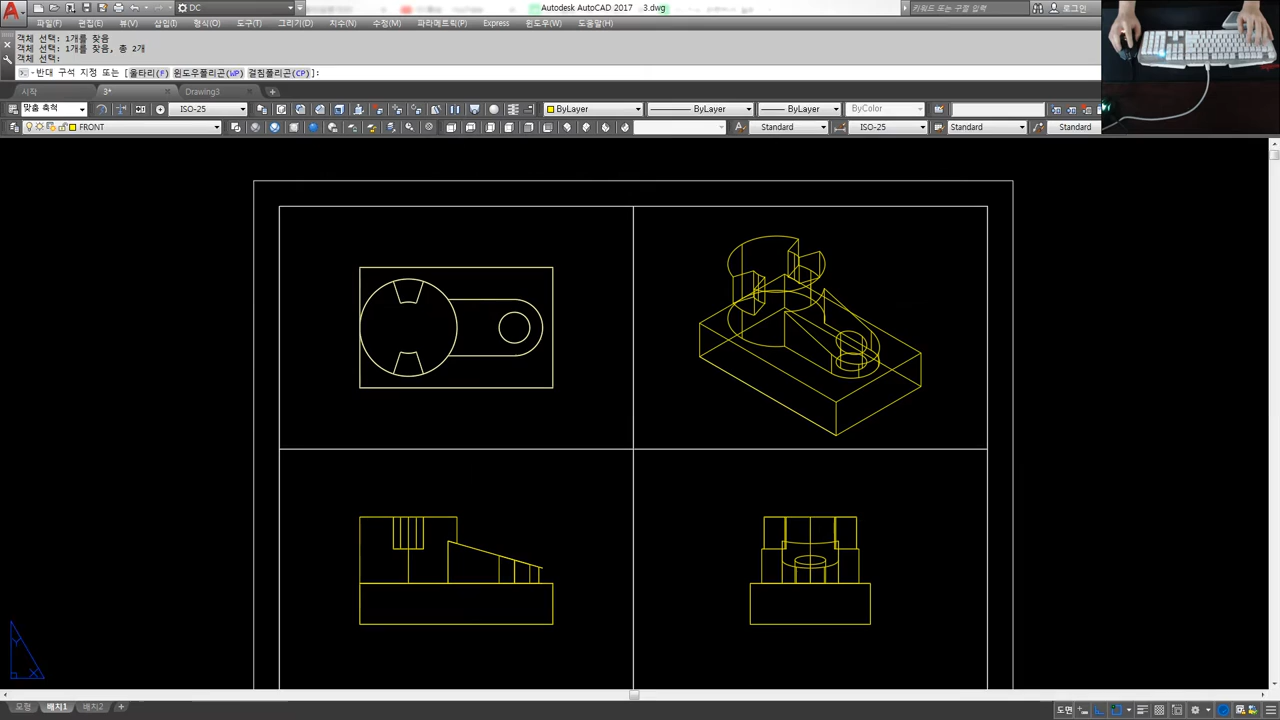 DC
Autodesk AutoCAD 2017 3.dwg
키워드 또는 구절 입력
로그인
파일(F) 편집(E) 뷰(V) 삽입(I) 형식(O) 도구(T) 그리기(D) 치수(N) 수정(M) 파라메트릭(P) Express 윈도우(W) 도움말(H)
객체 선택: 1개를 찾음
객체 선택: 1개를 찾음, 총 2개
객체 선택:
반대 구석 지정 또는 [울타리(F) 윈도우폴리곤(WP) 걸침폴리곤(CP)]:
시작 3* Drawing3
맞춤 축척 ISO-25 ByLayer ByLayer ByLayer ByColor
FRONT Standard ISO-25 Standard Standard
Y
X
모형 배치1 배치2
도면